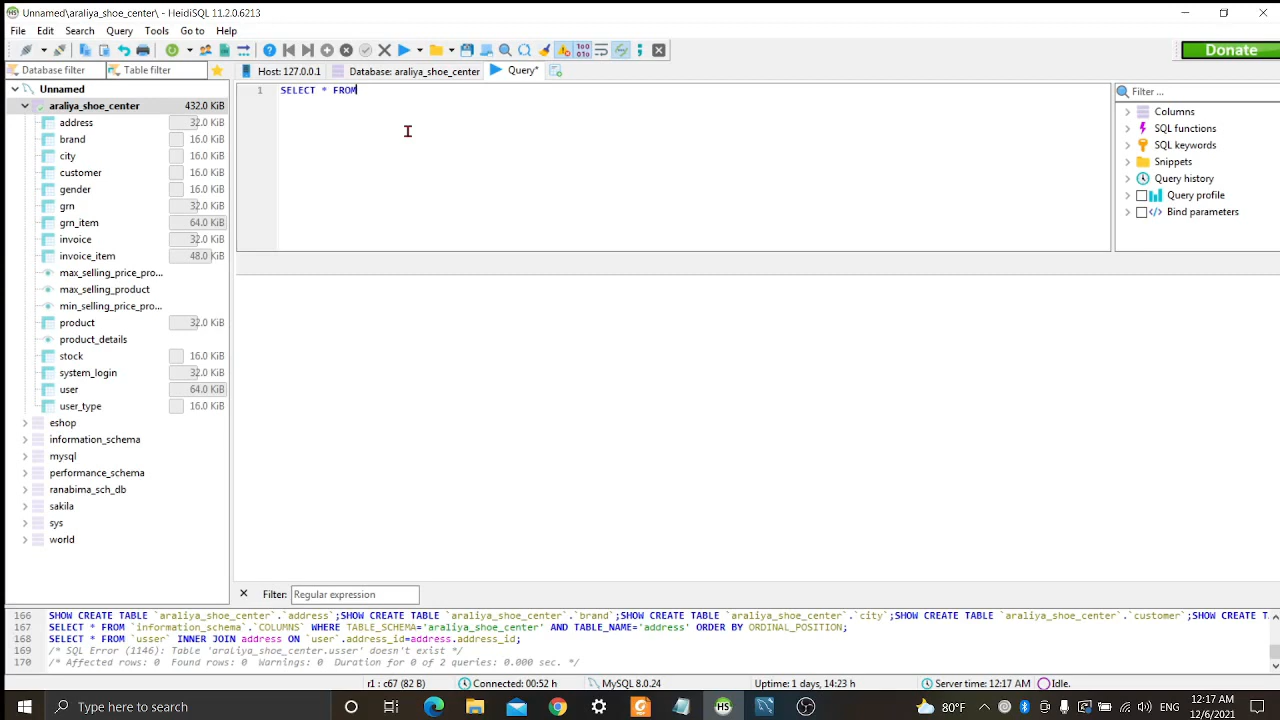 Unnamed\araliya_shoe_center\ - HeidiSQL 11.2.0.6213
File Edit Search Query Tools Go to Help
Donate
Database filter Table filter Host: 127.0.0.1 Database: araliya_shoe_center Query*
Unnamed
araliya_shoe_center 432.0 KiB
address 32.0 KiB
brand 16.0 KiB
city 16.0 KiB
customer 16.0 KiB
gender 16.0 KiB
grn 32.0 KiB
grn_item 64.0 KiB
invoice 32.0 KiB
invoice_item 48.0 KiB
max_selling_price_pro...
max_selling_product
min_selling_price_pro...
product 32.0 KiB
product_details
stock 16.0 KiB
system_login 32.0 KiB
user 64.0 KiB
user_type 16.0 KiB
eshop
information_schema
mysql
performance_schema
ranabima_sch_db
sakila
sys
world
1 SELECT * FROM
Filter ...
Columns
SQL functions
SQL keywords
Snippets
Query history
Query profile
Bind parameters
Filter: Regular expression
166 SHOW CREATE TABLE `araliya_shoe_center`.`address`;SHOW CREATE TABLE `araliya_shoe_center`.`brand`;SHOW CREATE TABLE `araliya_shoe_center`.`city`;SHOW CREATE TABLE `araliya_shoe_center`.`customer`;SHOW CREATE T
167 SELECT * FROM `information_schema`.`COLUMNS` WHERE TABLE_SCHEMA='araliya_shoe_center' AND TABLE_NAME='address' ORDER BY ORDINAL_POSITION;
168 SELECT * FROM `usser` INNER JOIN address ON `user`.address_id=address.address_id;
169 /* SQL Error (1146): Table 'araliya_shoe_center.usser' doesn't exist */
170 /* Affected rows: 0 Found rows: 0 Warnings: 0 Duration for 0 of 2 queries: 0.000 sec. */
r1 : c67 (82 B) Connected: 00:52 h MySQL 8.0.24 Uptime: 1 days, 14:23 h Server time: 12:17 AM Idle.
Type here to search 80°F 12:17 AM
12/6/2021